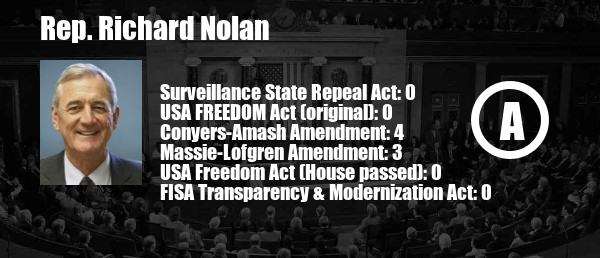 Rep. Richard Nolan
Surveillance State Repeal Act: 0
USA FREEDOM Act (original): 0
Conyers-Amash Amendment: 4
Massie-Lofgren Amendment: 3
USA Freedom Act (House passed): 0
FISA Transparency & Modernization Act: 0
A